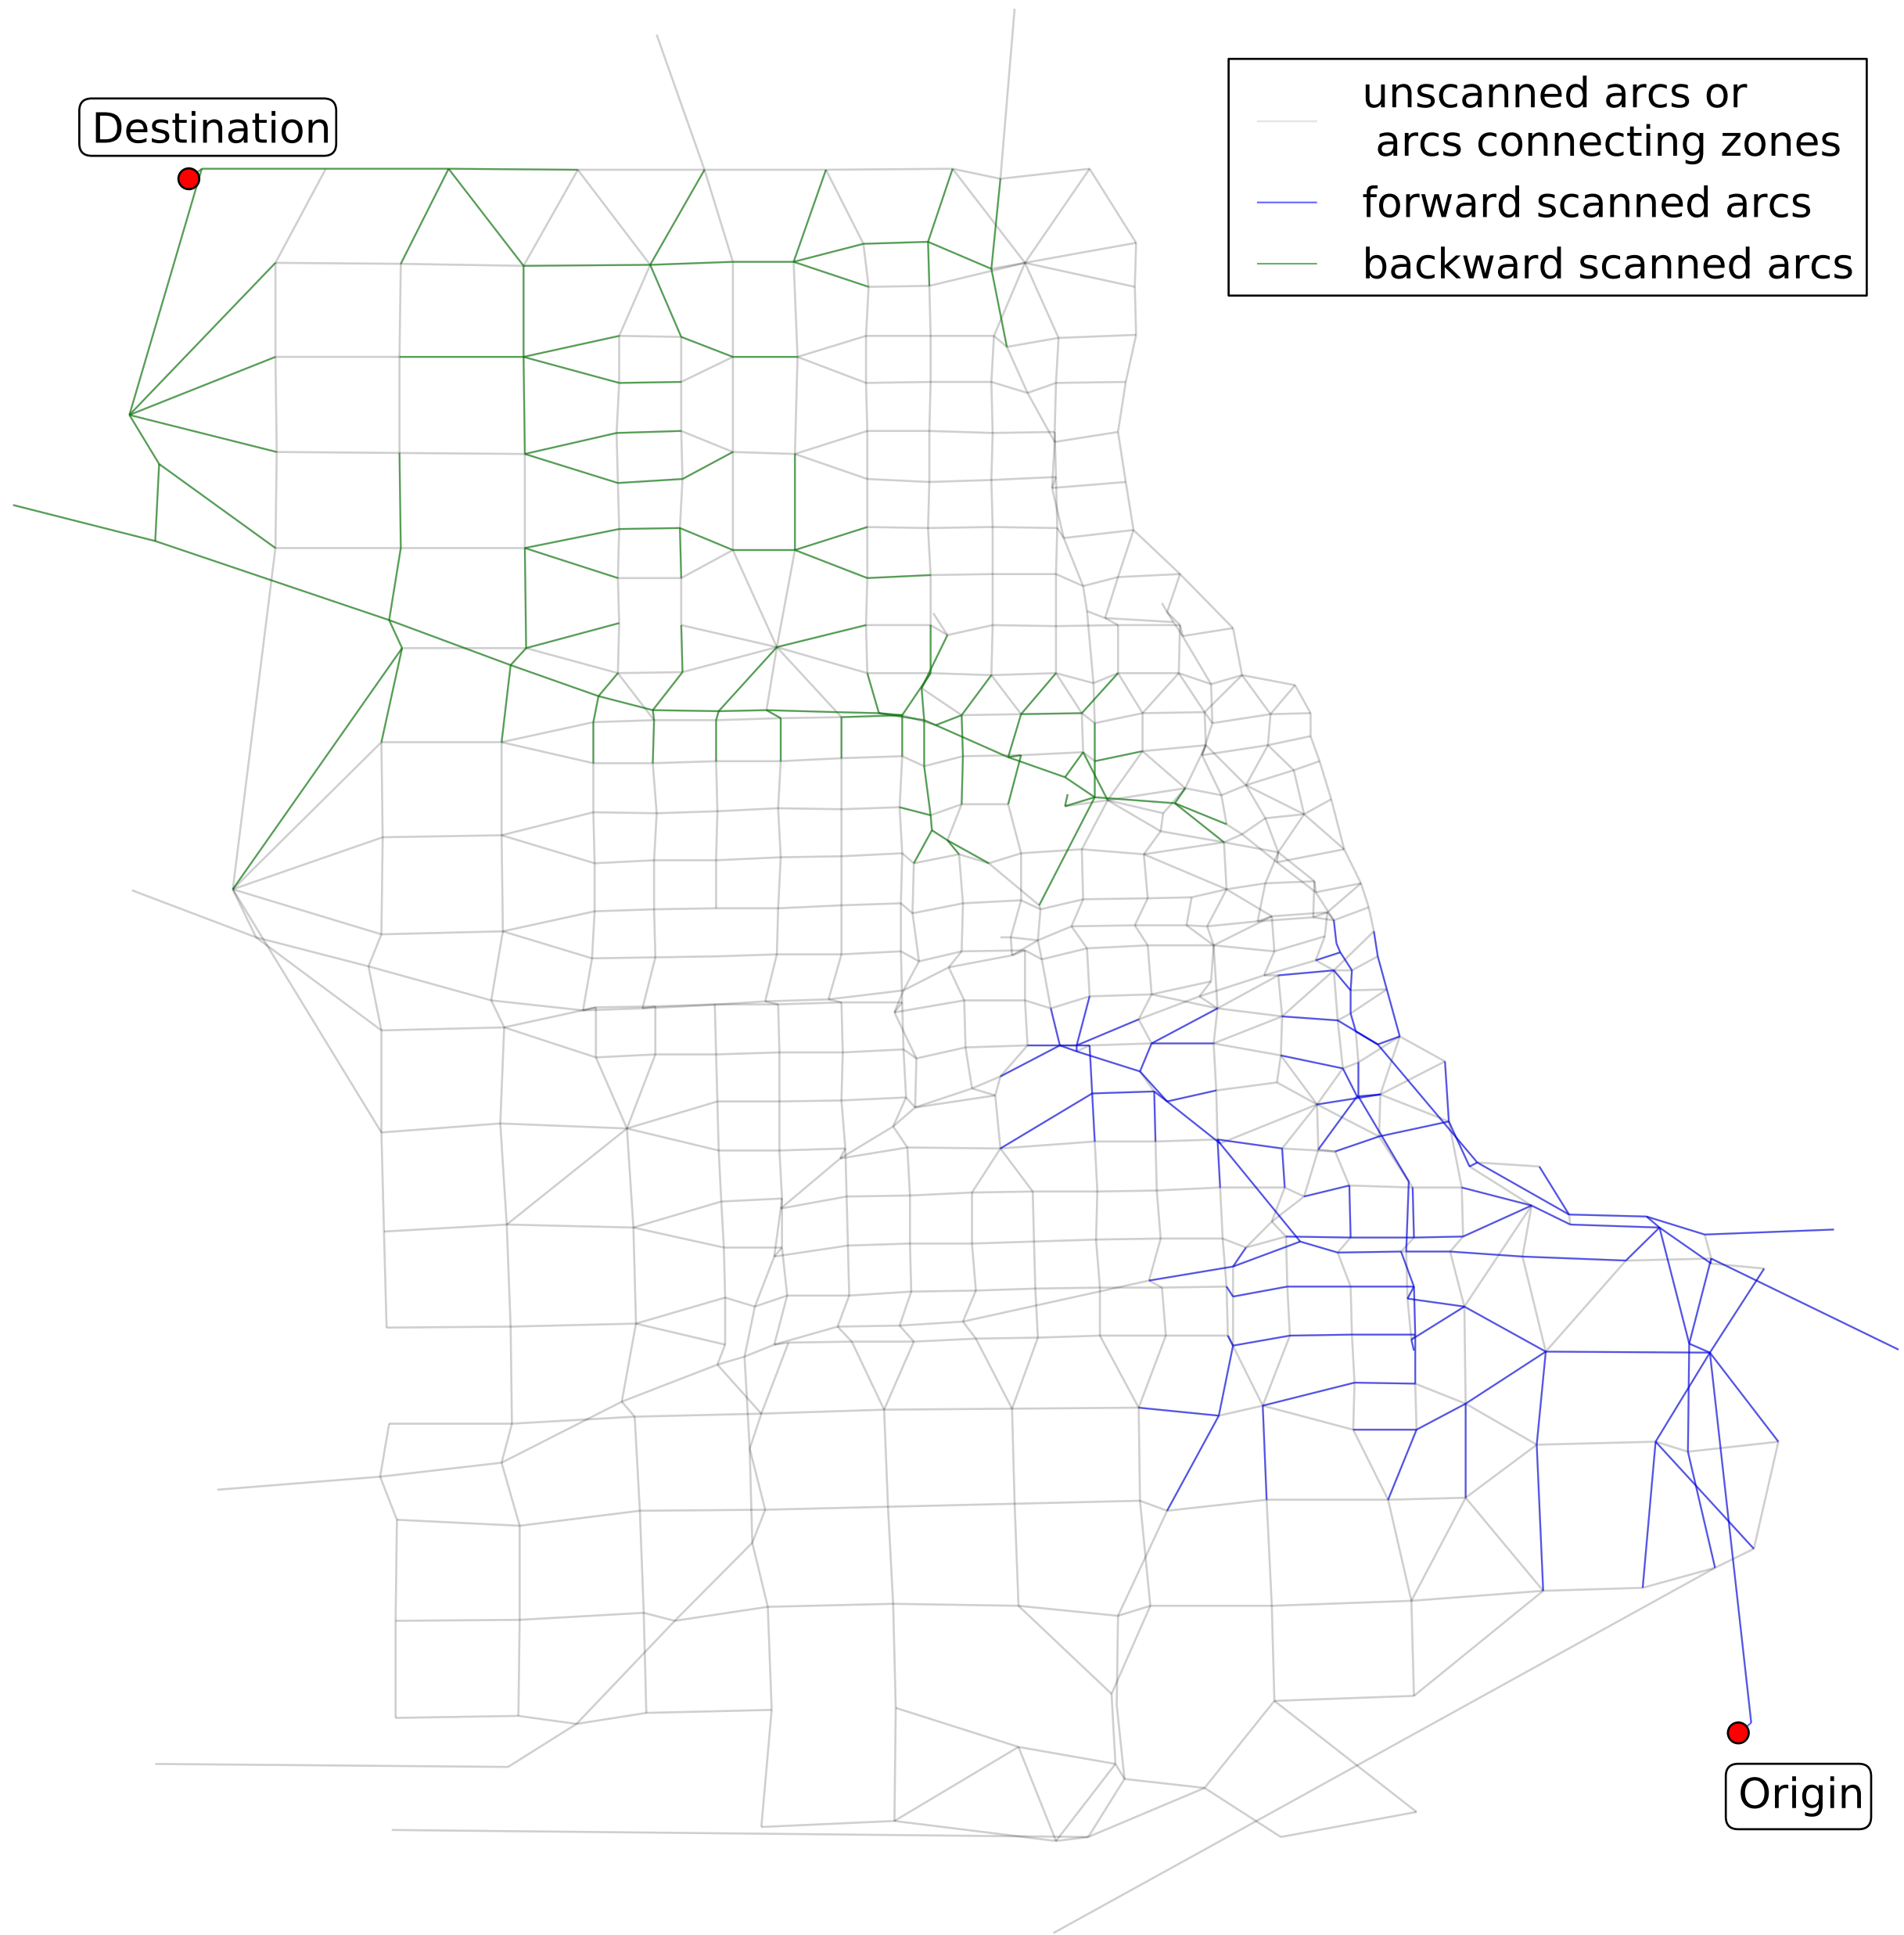 Destination
unscanned arcs or
arcs connecting zones
forward scanned arcs
backward scanned arcs
Origin